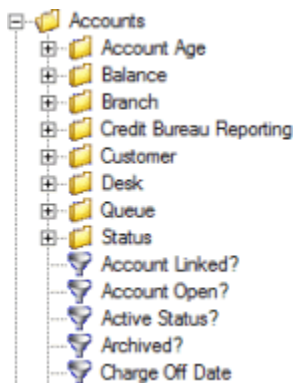 Accounts
Account Age
Balance
Branch
Credit Bureau Reporting
Customer
Desk
Queue
Status
Account Linked?
Account Open?
Active Status?
Archived?
Charge Off Date